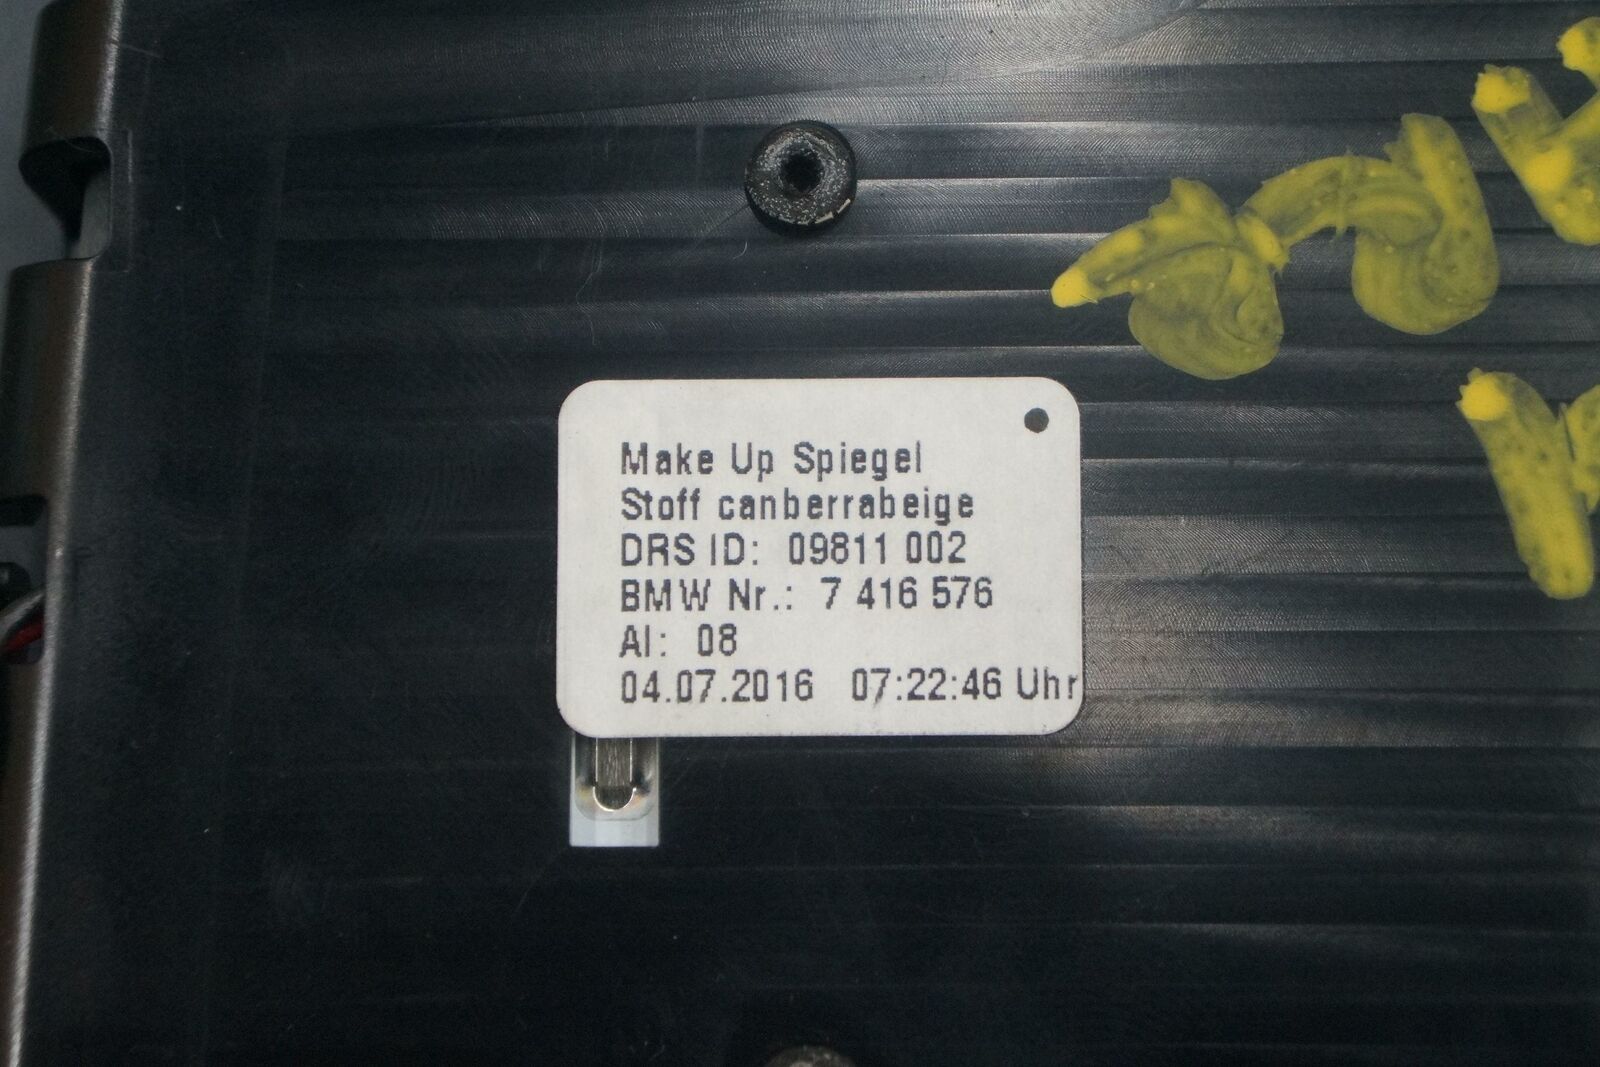 Make Up Spiegel
Stoff canberrabeige
DRS ID: 09811 002
BMW Nr.: 7 416 576
AI: 08
04.07.2016 07:22:46 Uhr